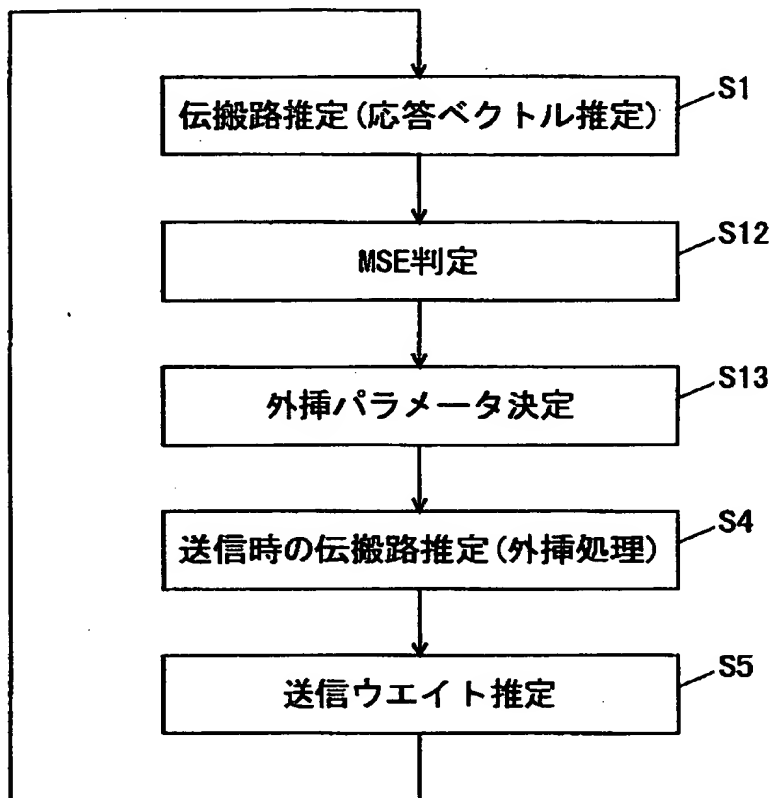 S1
伝搬路推定(応答ベクトル推定)
S12
MSE判定
S13
外挿パラメータ決定
S4
送信時の伝搬路推定(外挿処理)
S5
送信ウエイト推定